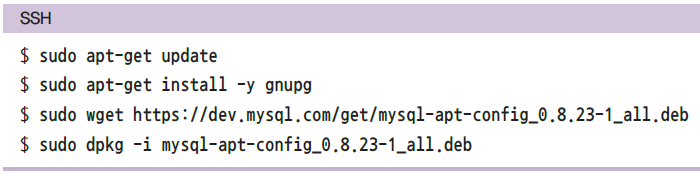 SSH
$ sudo apt-get update
$ sudo apt-get install -y gnupg
$ sudo wget https://dev.mysql.com/get/mysql-apt-config_0.8.23-1_all.deb
$ sudo dpkg -i mysql-apt-config_0.8.23-1_all.deb